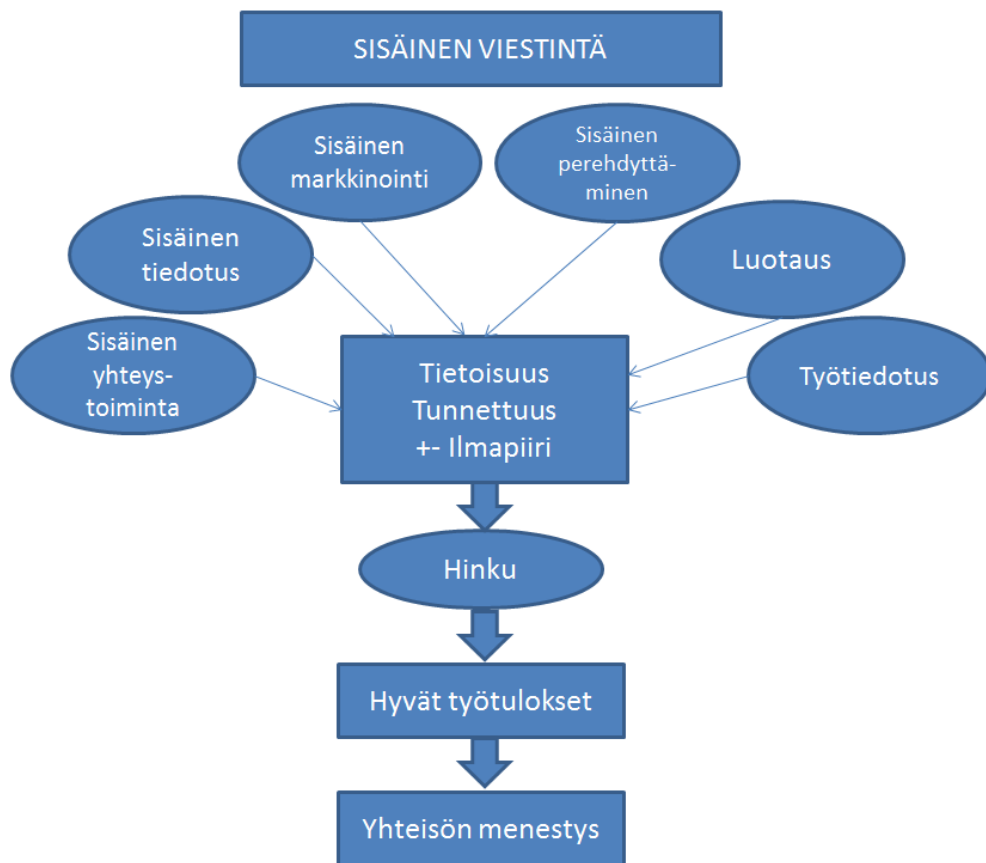 SISÄINEN VIESTINTÄ
Sisäinen
markkinointi
Sisäinen
perehdyttä-
minen
Sisäinen
tiedotus
Luotaus
Sisäinen
yhteys-
toiminta
Työtiedotus
Tietoisuus
Tunnettuus
+- Ilmapiiri
Hinku
Hyvät työtulokset
Yhteisön menestys